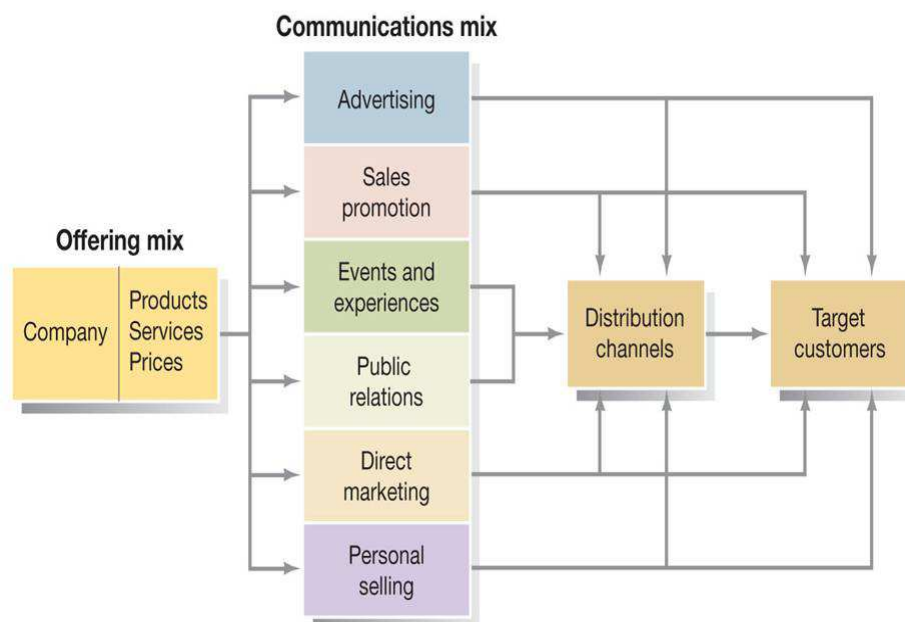 Communications mix
Advertising
Sales
promotion
Offering mix
Events and
experiences
Company
Products
Services
Prices
Distribution
channels
Target
customers
Public
relations
Direct
marketing
Personal
selling